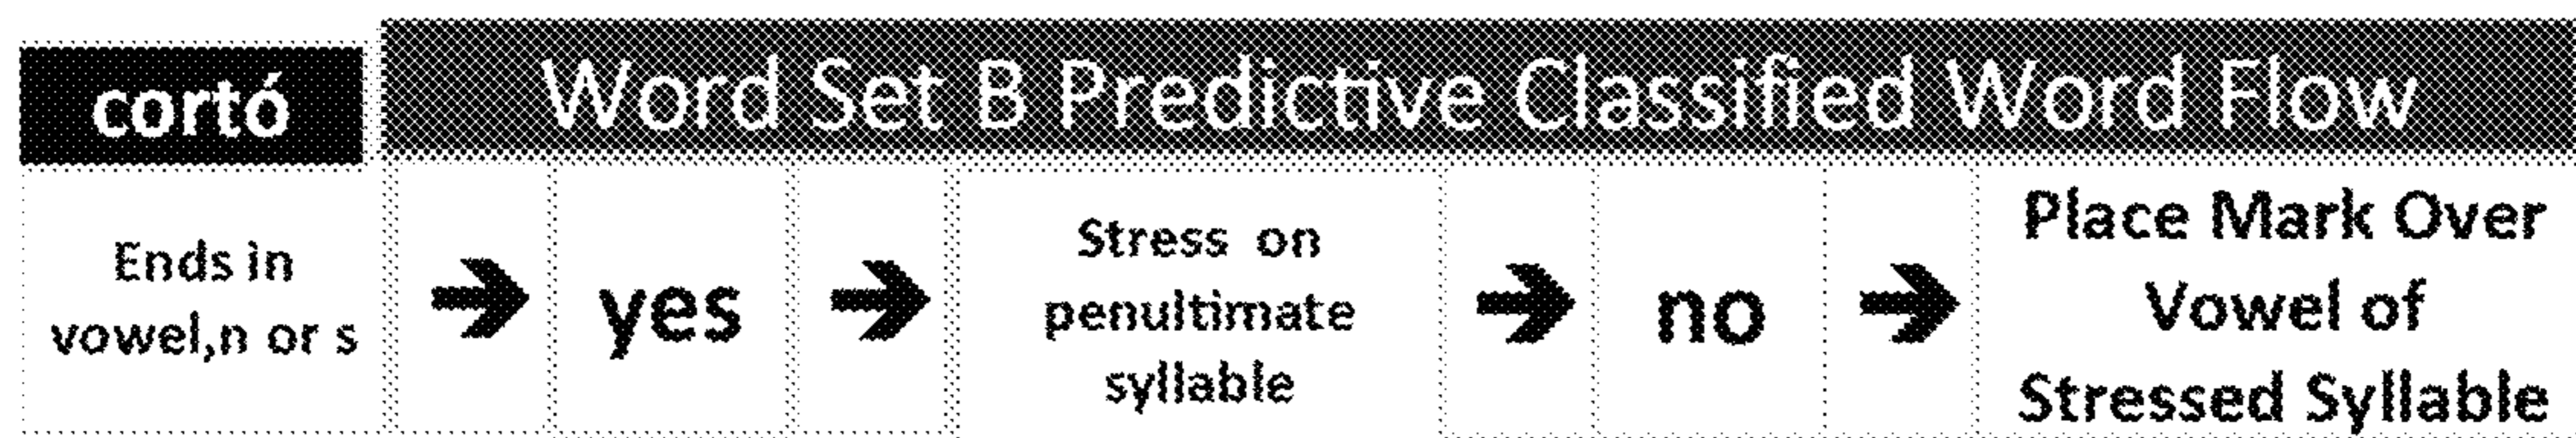 cortó
Word Set B Predictive Classified Word Flow
Ends in
vowel,n or s
➔
yes
➔
Stress on
penultimate
syllable
➔
no
➔
Place Mark Over
Vowel of
Stressed Syllable